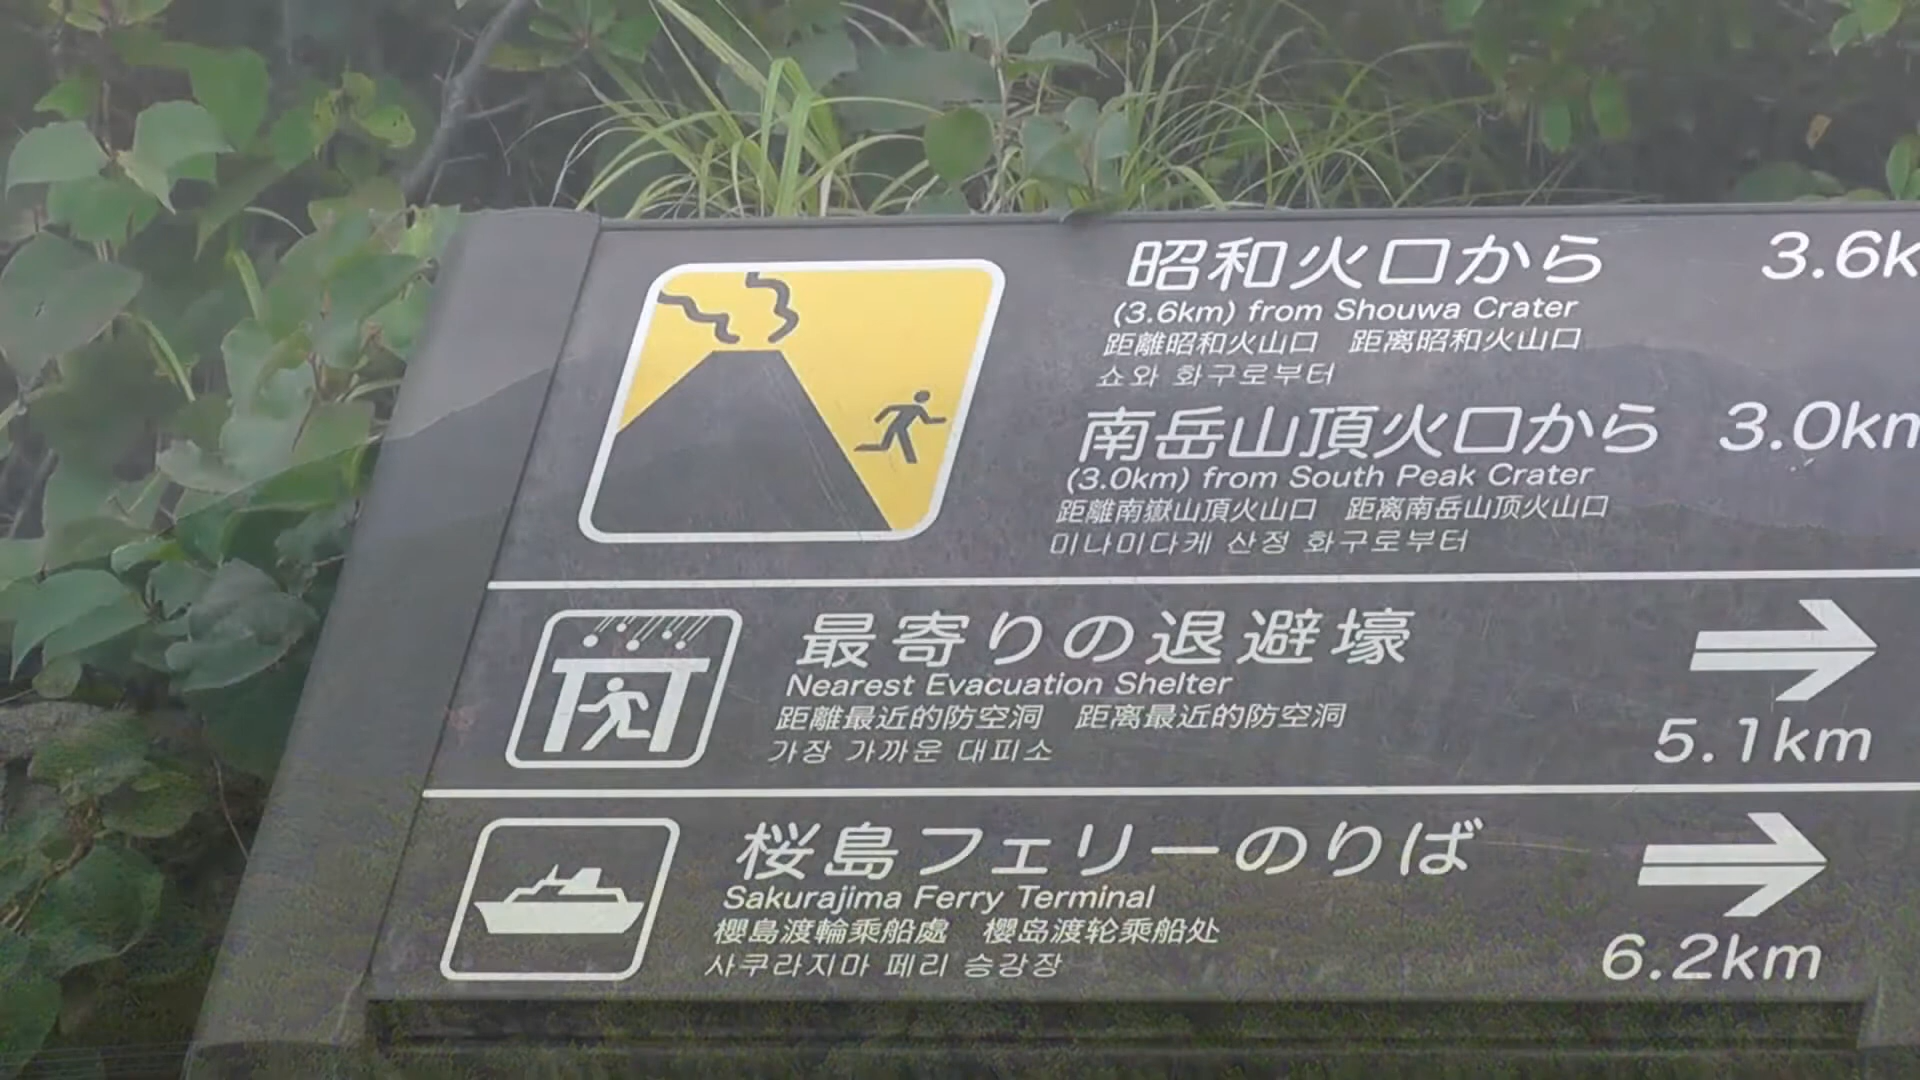 昭和火口から 3.6k
(3.6km) from Shouwa Crater
距離昭和火山口 距离昭和火山口
쇼와 화구로부터
南岳山頂火口から 3.0km
(3.0km) from South Peak Crater
距離南嶽山頂火山口 距离南岳山顶火山口
미나미다케 산정 화구로부터
最寄りの退避壕
Nearest Evacuation Shelter
距離最近的防空洞 距离最近的防空洞
가장 가까운 대피소
5.1km
桜島フェリーのりば
Sakurajima Ferry Terminal
櫻島渡輪乘船處 樱岛渡轮乘船处
사쿠라지마 페리 승강장
6.2km